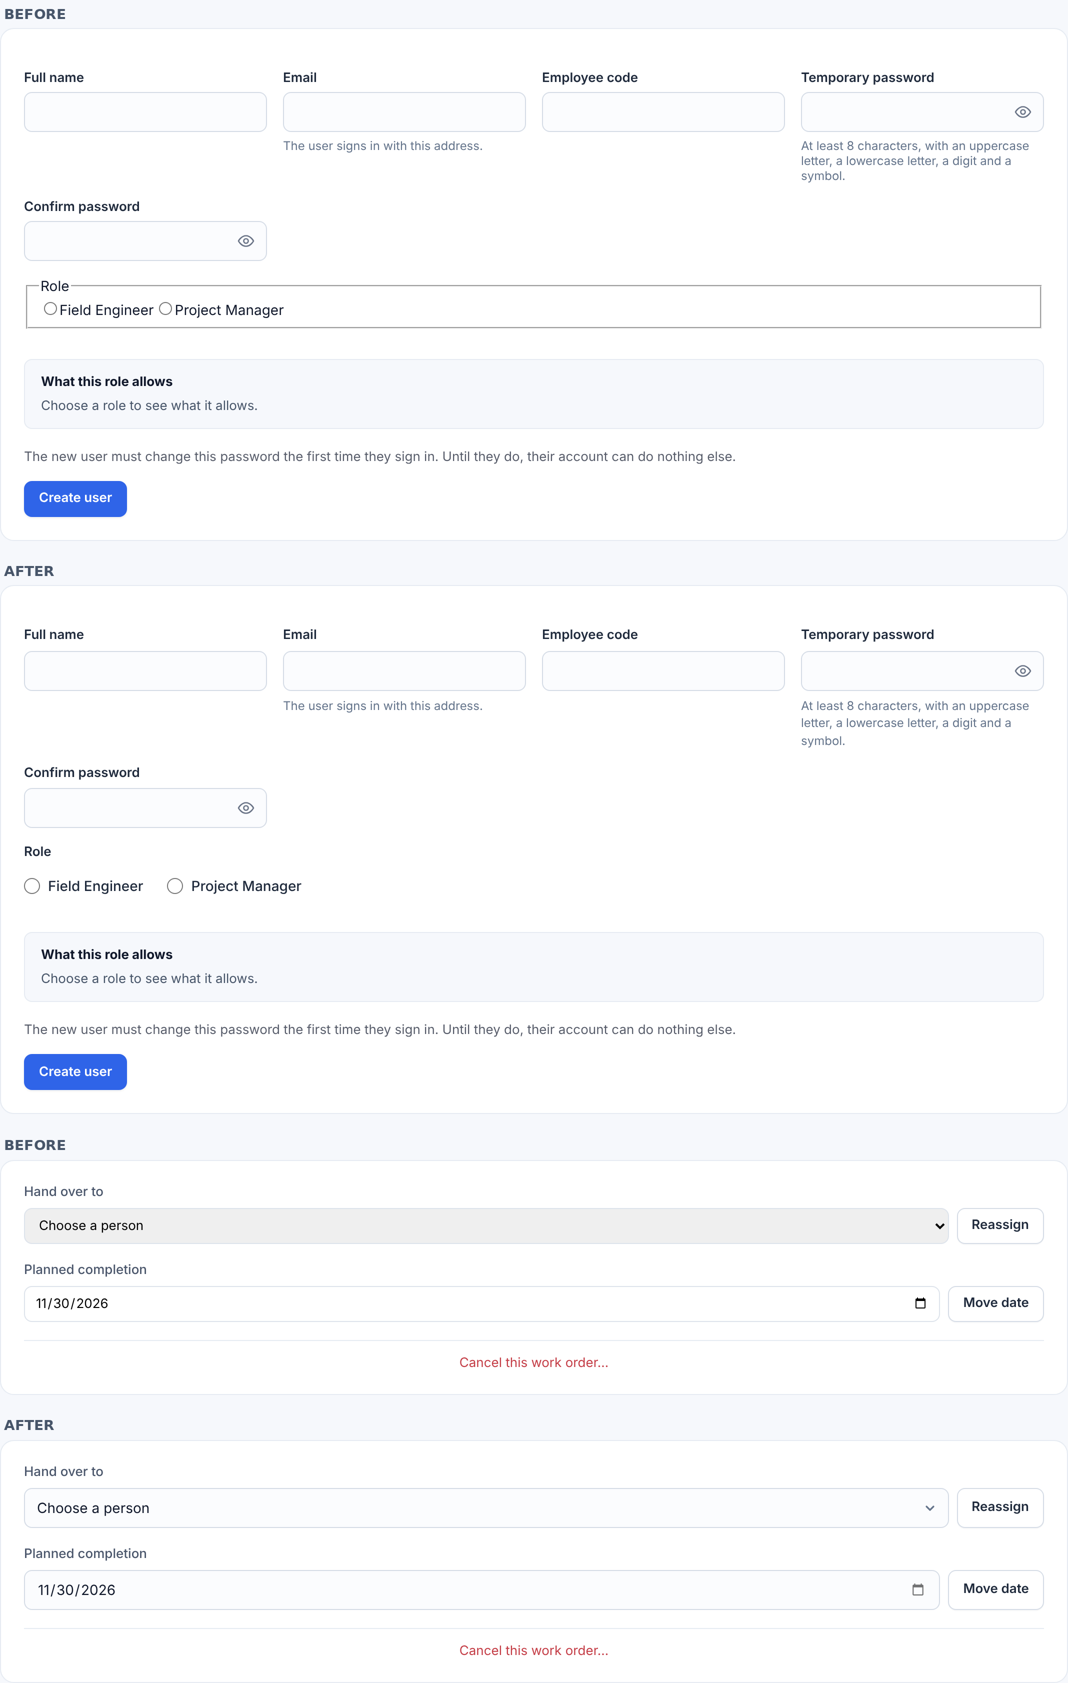 BEFORE
Full name Email Employee code Temporary password
The user signs in with this address.
At least 8 characters, with an uppercase
letter, a lowercase letter, a digit and a
symbol.
Confirm password
Role
Field Engineer Project Manager
What this role allows
Choose a role to see what it allows.
The new user must change this password the first time they sign in. Until they do, their account can do nothing else.
Create user
AFTER
Full name Email Employee code Temporary password
The user signs in with this address.
At least 8 characters, with an uppercase
letter, a lowercase letter, a digit and a
symbol.
Confirm password
Role
Field Engineer Project Manager
What this role allows
Choose a role to see what it allows.
The new user must change this password the first time they sign in. Until they do, their account can do nothing else.
Create user
BEFORE
Hand over to
Choose a person Reassign
Planned completion
11/30/2026 Move date
Cancel this work order...
AFTER
Hand over to
Choose a person Reassign
Planned completion
11/30/2026 Move date
Cancel this work order...